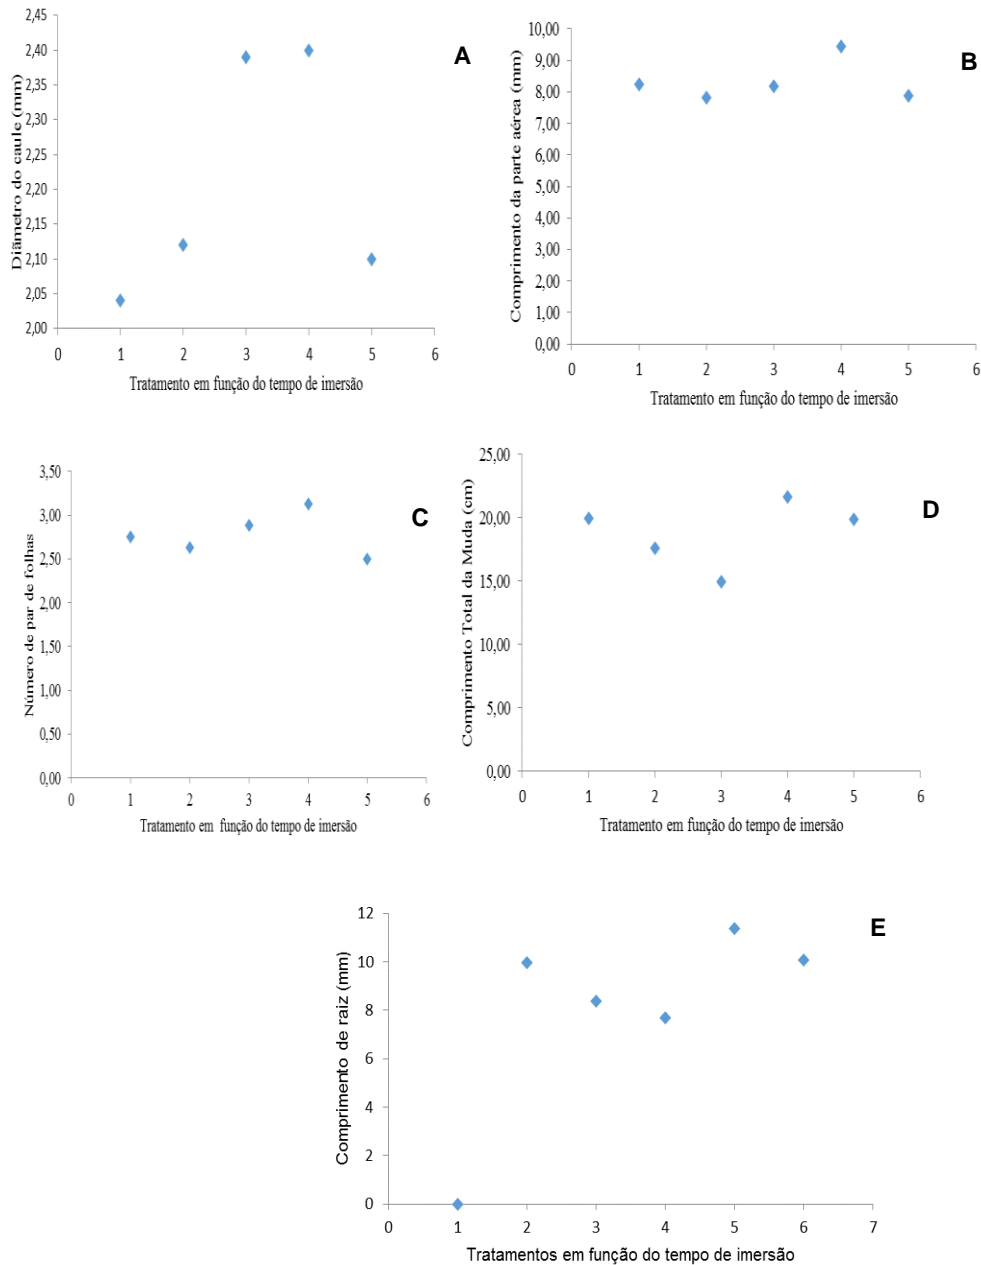 2,45
2,40
2,35
2,30
2,25
2,20
2,15
2,10
2,05
2,00
Diâmetro do caule (mm)
0 1 2 3 4 5 6
Tratamento em função do tempo de imersão
A
10,00
9,00
8,00
7,00
6,00
5,00
4,00
3,00
2,00
1,00
0,00
Comprimento da parte aérea (mm)
0 1 2 3 4 5 6
Tratamento em função do tempo de imersão
B
3,50
3,00
2,50
2,00
1,50
1,00
0,50
0,00
Número de par de folhas
0 1 2 3 4 5 6
Tratamento em função do tempo de imersão
C
25,00
20,00
15,00
10,00
5,00
0,00
Comprimento Total da Muda (cm)
0 1 2 3 4 5 6
Tratamento em função do tempo de imersão
D
12
10
8
6
4
2
0
Comprimento de raiz (mm)
0 1 2 3 4 5 6 7
Tratamentos em função do tempo de imersão
E